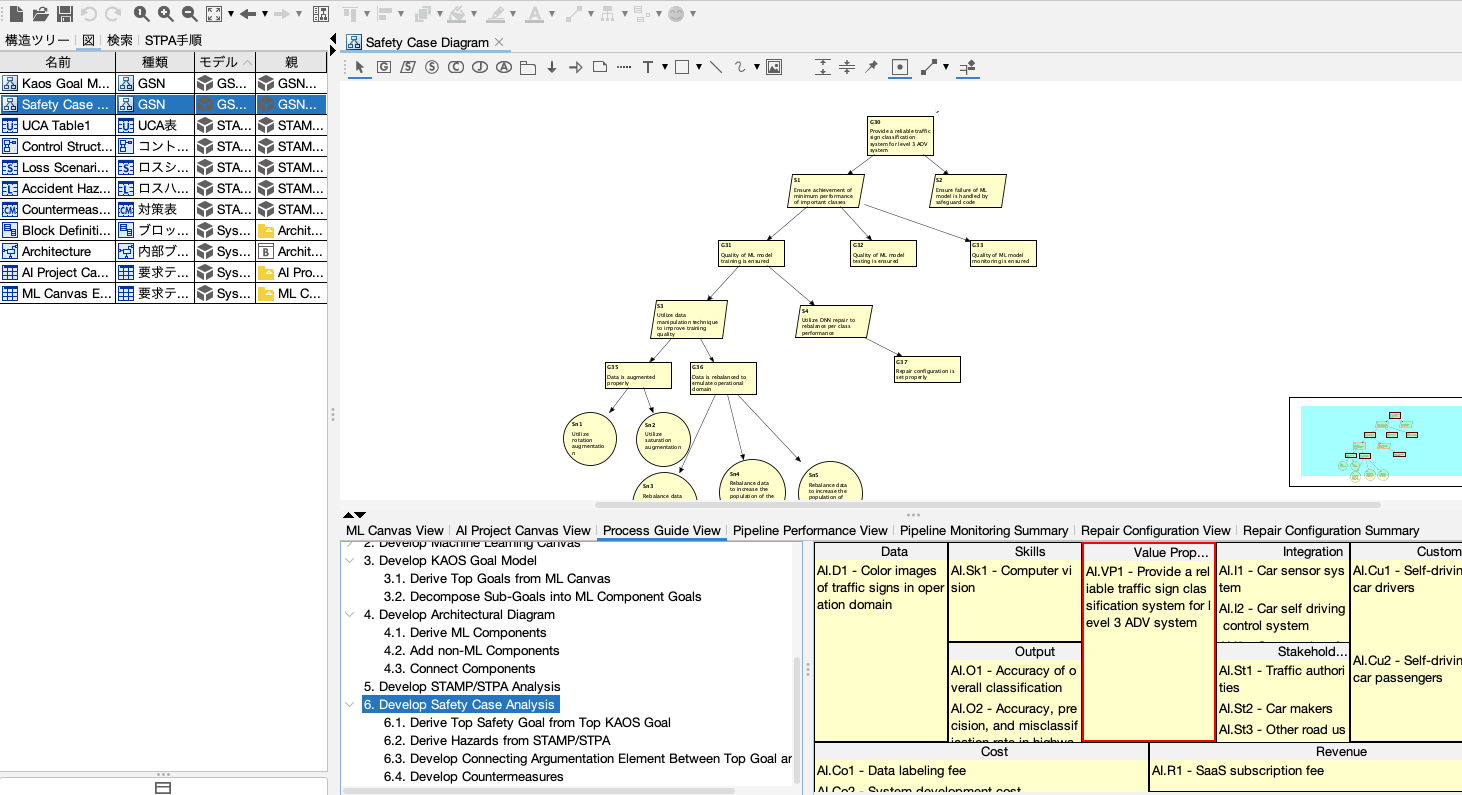 構造ツリー 図 検索 STPA手順
名前 種類 モデル 親
Kaos Goal M... GSN GS... GSN...
Safety Case ... GSN GS... GSN...
UCA Table1 UCA表 STA... STAM...
Control Struct... コント... STA... STAM...
Loss Scenari... ロスシ... STA... STAM...
Accident Haz... ロスハ... STA... STAM...
Countermeas... 対策表 STA... STAM...
Block Definiti... ブロッ... Sys... Archit...
Architecture 内部ブ... Sys... Archit...
AI Project Ca... 要求テ... Sys... AI Pro...
ML Canvas E... 要求テ... Sys... ML C...
Safety Case Diagram
G30
Provide a reliable traffic
sign classification
system for level 3 ADV
system
S1
Ensure achievement of
minimum performance
of important classes
S2
Ensure failure of ML
model is handled by
safeguard code
G31
Quality of ML model
training is ensured
G32
Quality of ML model
testing is ensured
G33
Quality of ML model
monitoring is ensured
S3
Utilize data
manipulation technique
to improve training
quality
S4
Utilize DNN repair to
rebalance per class
performance
G35
Data is augmented
properly
G36
Data is rebalanced to
emulate operational
domain
G37
Repair configuration is
set properly
Sn1
Utilize
rotation
augmentatio
n
Sn2
Utilize
saturation
augmentation
Sn3
Rebalance data
Sn4
Rebalance data
to increase the
population of the
Sn5
Rebalance data
to increase the
population of
ML Canvas View AI Project Canvas View Process Guide View Pipeline Performance View Pipeline Monitoring Summary Repair Configuration View Repair Configuration Summary
2. Develop Machine Learning Canvas
3. Develop KAOS Goal Model
3.1. Derive Top Goals from ML Canvas
3.2. Decompose Sub-Goals into ML Component Goals
4. Develop Architectural Diagram
4.1. Derive ML Components
4.2. Add non-ML Components
4.3. Connect Components
5. Develop STAMP/STPA Analysis
6. Develop Safety Case Analysis
6.1. Derive Top Safety Goal from Top KAOS Goal
6.2. Derive Hazards from STAMP/STPA
6.3. Develop Connecting Argumentation Element Between Top Goal ar
6.4. Develop Countermeasures
Data
AI.D1 - Color images
of traffic signs in oper
ation domain
Skills
AI.Sk1 - Computer vi
sion
Output
AI.O1 - Accuracy of o
verall classification
AI.O2 - Accuracy, pre
cision, and misclassif
ication rate in highwa
Value Prop...
AI.VP1 - Provide a rel
iable traffic sign clas
sification system for l
evel 3 ADV system
Integration
AI.I1 - Car sensor sys
tem
AI.I2 - Car self driving
control system
Stakehold...
AI.St1 - Traffic authori
ties
AI.St2 - Car makers
AI.St3 - Other road us
Custom
AI.Cu1 - Self-drivin
car drivers
AI.Cu2 - Self-drivin
car passengers
Cost
AI.Co1 - Data labeling fee
AI.Co2 - System development cost
Revenue
AI.R1 - SaaS subscription fee